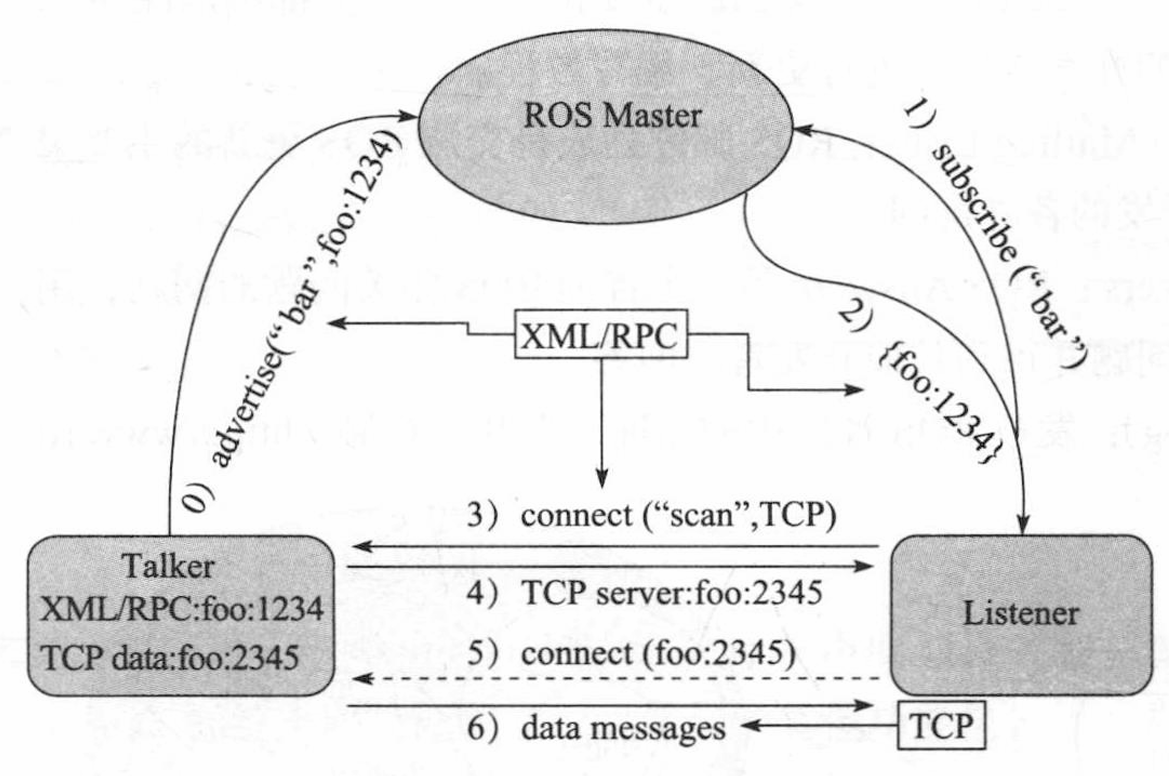 ROS Master
0) advertise(“bar”,foo:1234)
1) subscribe (“bar”)
XML/RPC
2) {foo:1234}
3) connect (“scan”,TCP)
Talker
XML/RPC:foo:1234
TCP data:foo:2345
4) TCP server:foo:2345
Listener
5) connect (foo:2345)
6) data messages
TCP